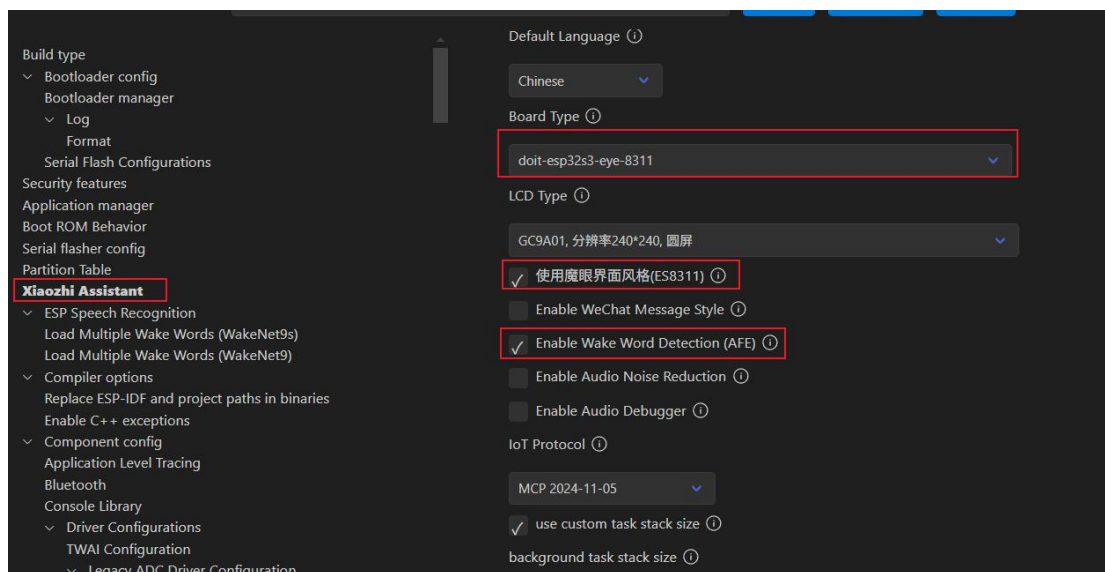 Build type
Bootloader config
Bootloader manager
Log
Format
Serial Flash Configurations
Security features
Application manager
Boot ROM Behavior
Serial flasher config
Partition Table
Xiaozhi Assistant
ESP Speech Recognition
Load Multiple Wake Words (WakeNet9s)
Load Multiple Wake Words (WakeNet9)
Compiler options
Replace ESP-IDF and project paths in binaries
Enable C++ exceptions
Component config
Application Level Tracing
Bluetooth
Console Library
Driver Configurations
TWAI Configuration
Legacy ADC Driver Configuration
Default Language
Chinese
Board Type
doit-esp32s3-eye-8311
LCD Type
GC9A01, 分辨率240*240, 圆屏
使用魔眼界面风格(ES8311)
Enable WeChat Message Style
Enable Wake Word Detection (AFE)
Enable Audio Noise Reduction
Enable Audio Debugger
IoT Protocol
MCP 2024-11-05
use custom task stack size
background task stack size